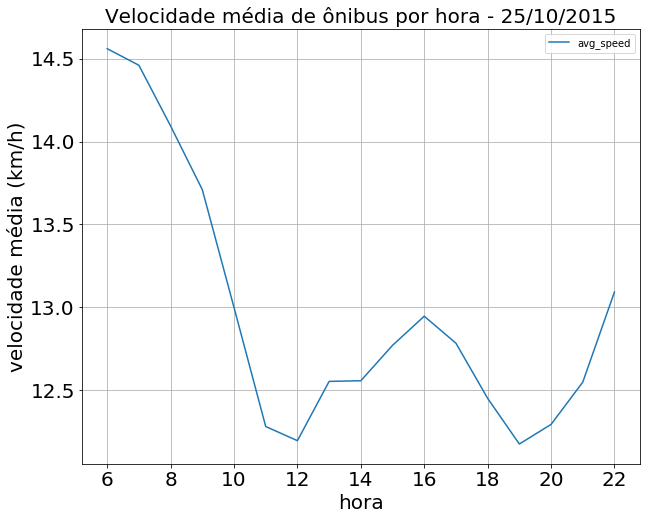 Velocidade média de ônibus por hora - 25/10/2015
avg_speed
14.5
14.0
13.5
13.0
12.5
velocidade média (km/h)
6 8 10 12 14 16 18 20 22
hora